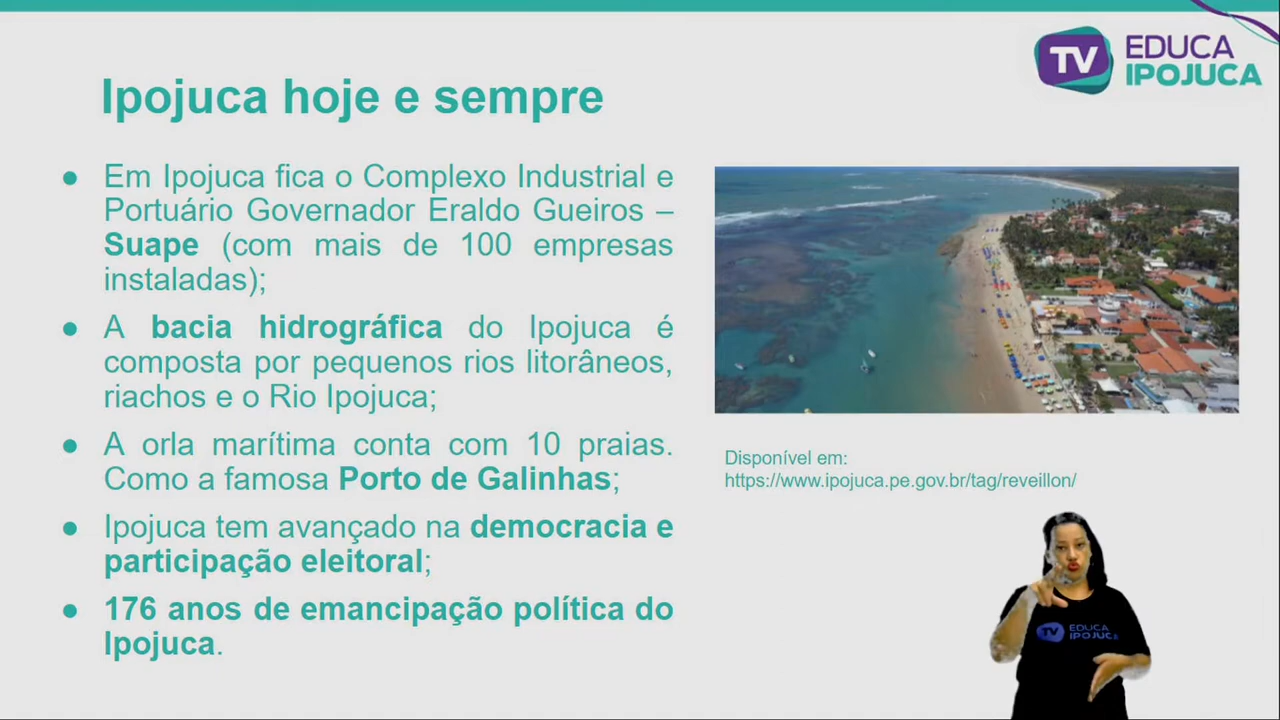 TV EDUCA
IPOJUCA
Ipojuca hoje e sempre
● Em Ipojuca fica o Complexo Industrial e
Portuário Governador Eraldo Gueiros –
Suape (com mais de 100 empresas
instaladas);
● A bacia hidrográfica do Ipojuca é
composta por pequenos rios litorâneos,
riachos e o Rio Ipojuca;
● A orla marítima conta com 10 praias.
Como a famosa Porto de Galinhas;
● Ipojuca tem avançado na democracia e
participação eleitoral;
● 176 anos de emancipação política do
Ipojuca.
Disponível em:
https://www.ipojuca.pe.gov.br/tag/reveillon/
TV EDUCA
IPOJUCA